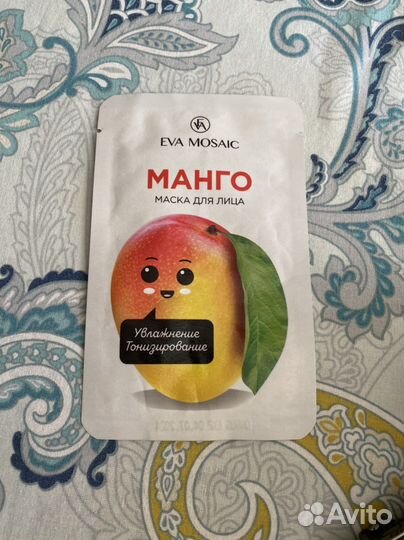 EVA MOSAIC
МАНГО
МАСКА ДЛЯ ЛИЦА
Увлажнение
Тонизирование
Avito